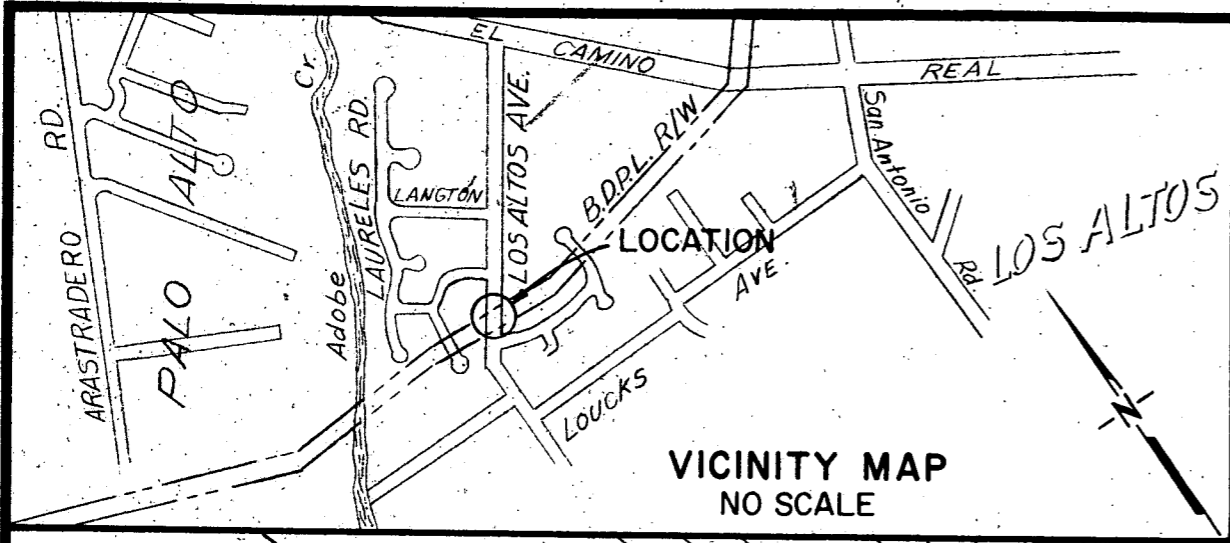 EL CAMINO REAL
ARASTRADERO RD.
PALO ALTO
Adobe Cr.
LAURELES RD.
LANGTON
LOS ALTOS AVE.
B.D.P.L. R/W
LOCATION
San Antonio Rd
LOS ALTOS
LOUCKS AVE.
N
VICINITY MAP
NO SCALE